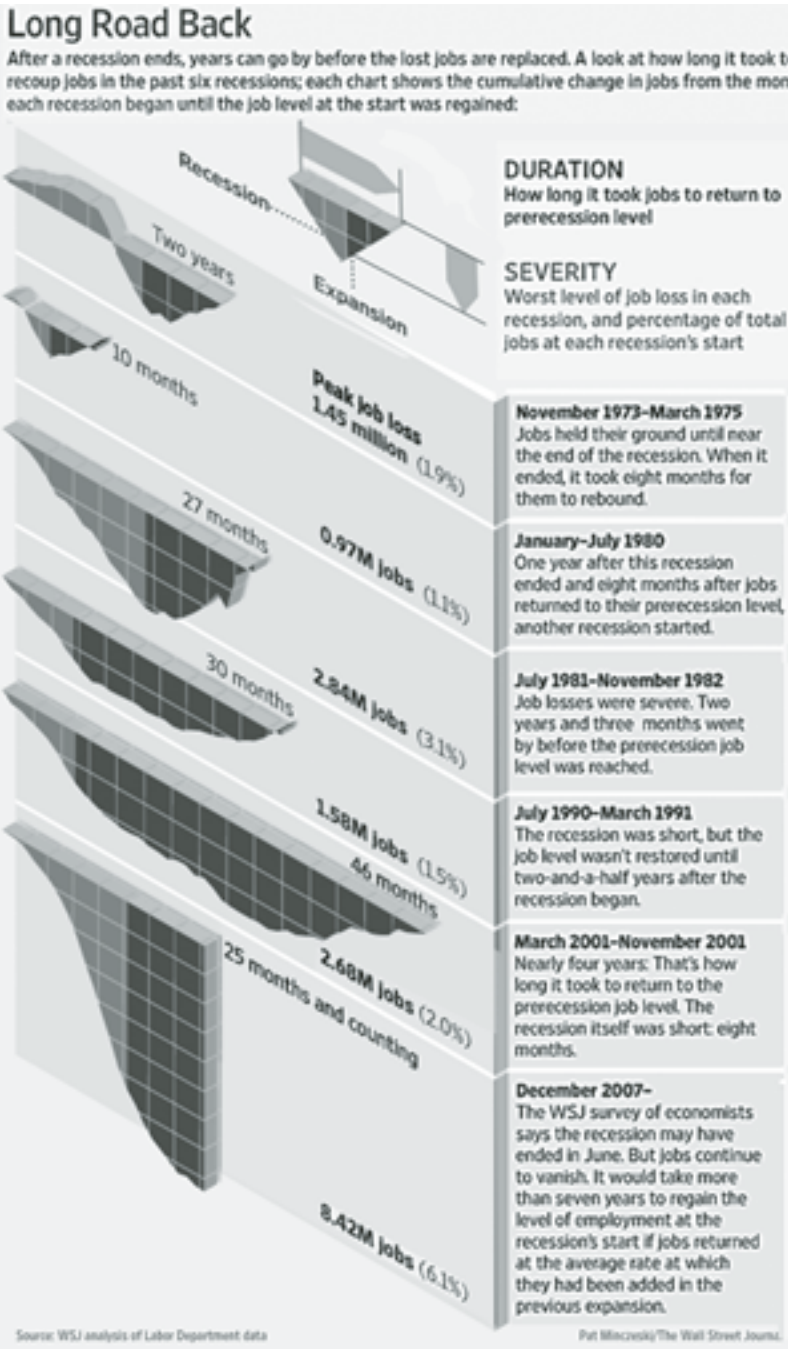 Long Road Back
After a recession ends, years can go by before the lost jobs are replaced. A look at how long it took t
recoup jobs in the past six recessions; each chart shows the cumulative change in jobs from the mon
each recession began until the job level at the start was regained:
Recession
Expansion
DURATION
How long it took jobs to return to
prerecession level
SEVERITY
Worst level of job loss in each
recession, and percentage of total
jobs at each recession's start
Two years
Peak job loss
1.45 million (1.9%)
November 1973–March 1975
Jobs held their ground until near
the end of the recession. When it
ended, it took eight months for
them to rebound.
10 months
0.97M jobs (1.1%)
January–July 1980
One year after this recession
ended and eight months after jobs
returned to their prerecession level,
another recession started.
27 months
2.84M jobs (3.1%)
July 1981–November 1982
Job losses were severe. Two
years and three months went
by before the prerecession job
level was reached.
30 months
1.58M jobs (1.5%)
July 1990–March 1991
The recession was short, but the
job level wasn't restored until
two-and-a-half years after the
recession began.
46 months
2.68M jobs (2.0%)
March 2001–November 2001
Nearly four years: That's how
long it took to return to the
prerecession job level. The
recession itself was short: eight
months.
25 months and counting
8.42M jobs (6.1%)
December 2007–
The WSJ survey of economists
says the recession may have
ended in June. But jobs continue
to vanish. It would take more
than seven years to regain the
level of employment at the
recession's start if jobs returned
at the average rate at which
they had been added in the
previous expansion.
Source: WSJ analysis of Labor Department data
Pat Minczeski/The Wall Street Journa